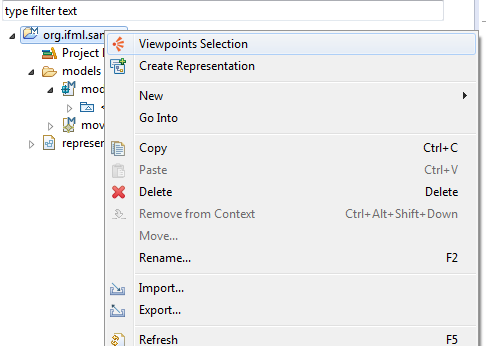 type filter text
org.ifml.sam
Viewpoints Selection
Project
Create Representation
models
mod
New
Go Into
mov
represen
Copy Ctrl+C
Paste Ctrl+V
Delete Delete
Remove from Context Ctrl+Alt+Shift+Down
Move...
Rename... F2
Import...
Export...
Refresh F5